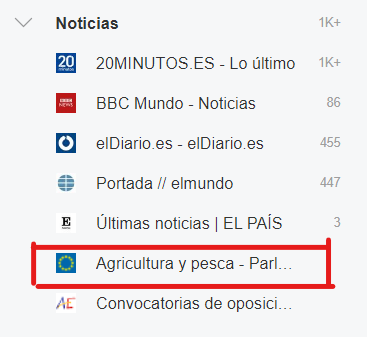 Noticias 1K+
20 minutos 20MINUTOS.ES - Lo último 1K+
BBC NEWS BBC Mundo - Noticias 86
elDiario.es - elDiario.es 455
Portada // elmundo 447
E Últimas noticias | EL PAÍS 3
Agricultura y pesca - Parl...
AE Convocatorias de oposici...